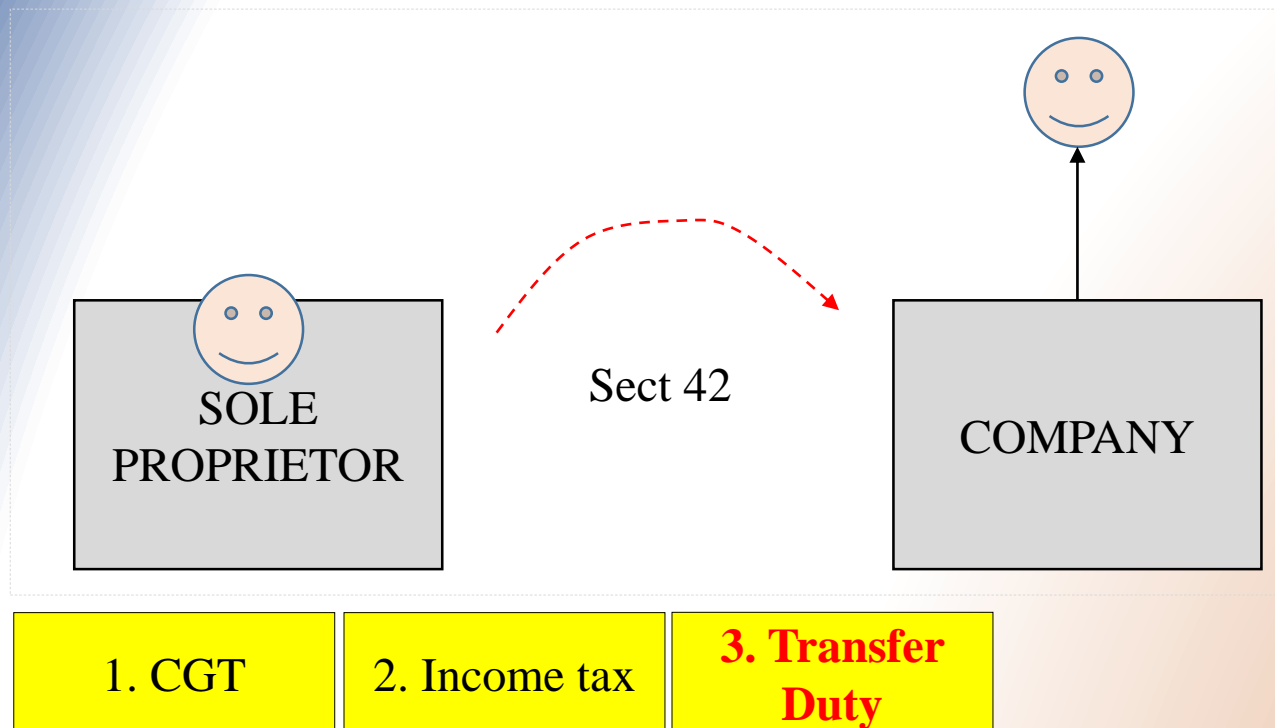 SOLE
PROPRIETOR
Sect 42
COMPANY
1. CGT
2. Income tax
3. Transfer
Duty